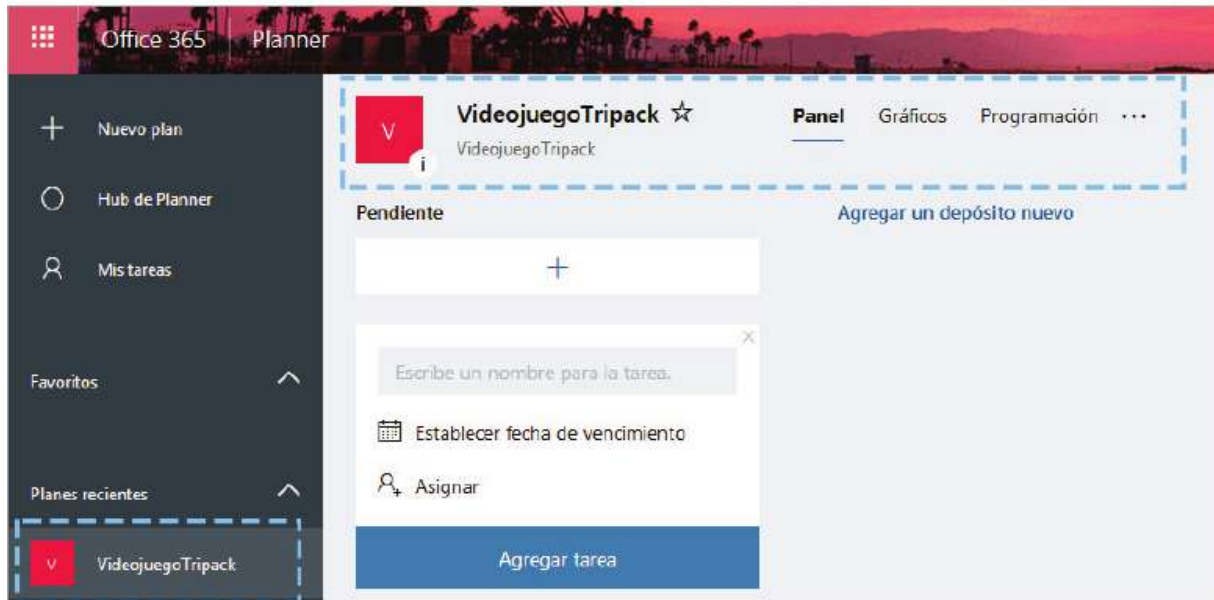 Office 365 Planner
Nuevo plan
Hub de Planner
Mis tareas
Favoritos
Planes recientes
V VideojuegoTripack
V
i
VideojuegoTripack
VideojuegoTripack
Panel Gráficos Programación ...
Pendiente
Agregar un depósito nuevo
Escribe un nombre para la tarea.
Establecer fecha de vencimiento
Asignar
Agregar tarea